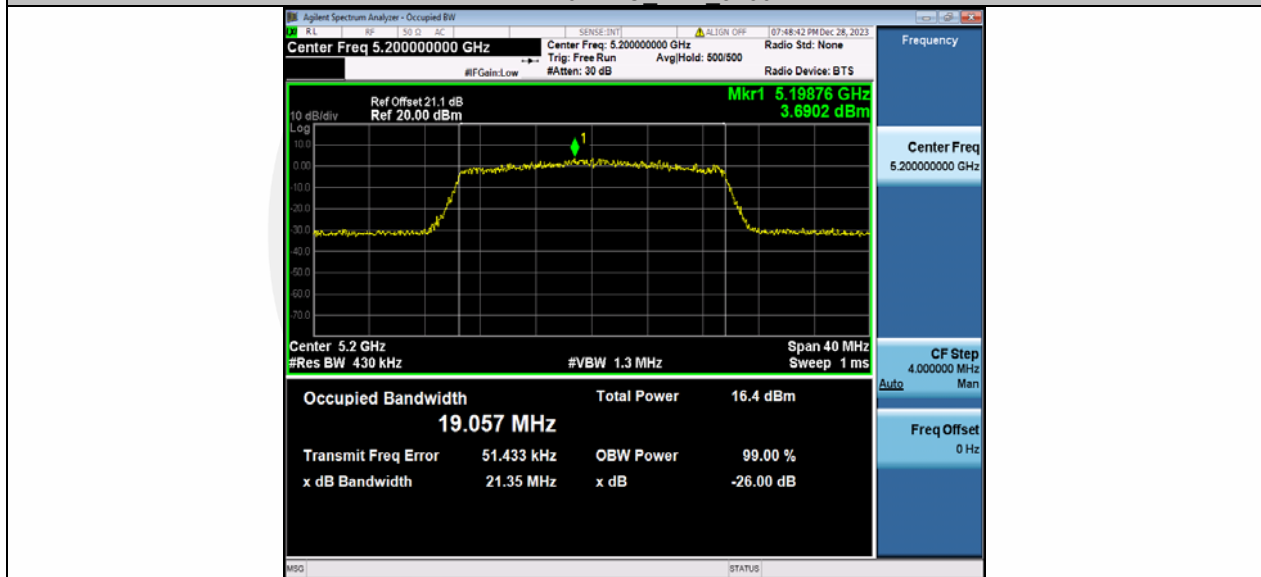 Agilent Spectrum Analyzer - Occupied BW
RL RF 50 Ω AC SENSE:INT ALIGN OFF 07:48:42 PM Dec 28, 2023
Center Freq 5.200000000 GHz
Center Freq: 5.200000000 GHz Radio Std: None
Trig: Free Run Avg|Hold: 500/500
#IFGain:Low #Atten: 30 dB Radio Device: BTS
Frequency
Mkr1 5.19876 GHz
3.6902 dBm
Ref Offset 21.1 dB
10 dB/div Ref 20.00 dBm
Log
1
10.0
0.00
-10.0
-20.0
-30.0
-40.0
-50.0
-60.0
-70.0
Center 5.2 GHz Span 40 MHz
#Res BW 430 kHz #VBW 1.3 MHz Sweep 1 ms
Center Freq
5.200000000 GHz
CF Step
4.000000 MHz
Auto Man
Freq Offset
0 Hz
Occupied Bandwidth Total Power 16.4 dBm
19.057 MHz
Transmit Freq Error 51.433 kHz OBW Power 99.00 %
x dB Bandwidth 21.35 MHz x dB -26.00 dB
MSG STATUS